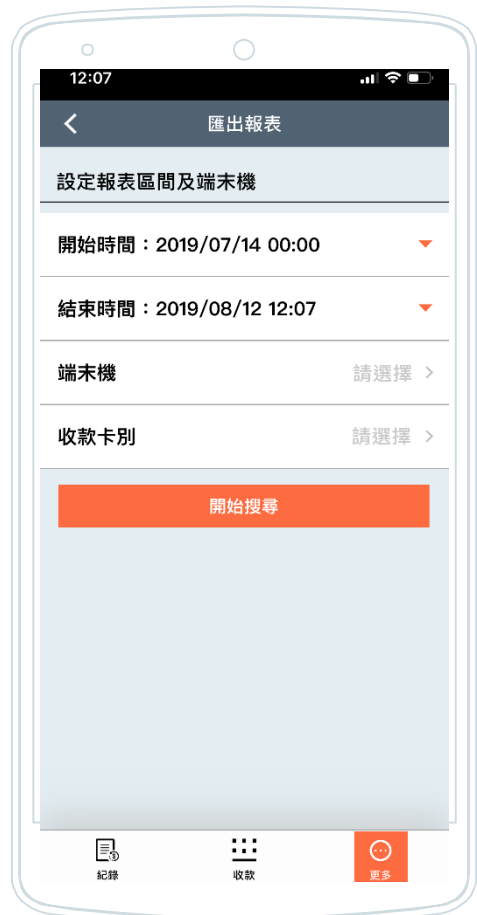 12:07
匯出報表
設定報表區間及端末機
開始時間：2019/07/14 00:00
結束時間：2019/08/12 12:07
端末機 請選擇
收款卡別 請選擇
開始搜尋
紀錄 收款 更多